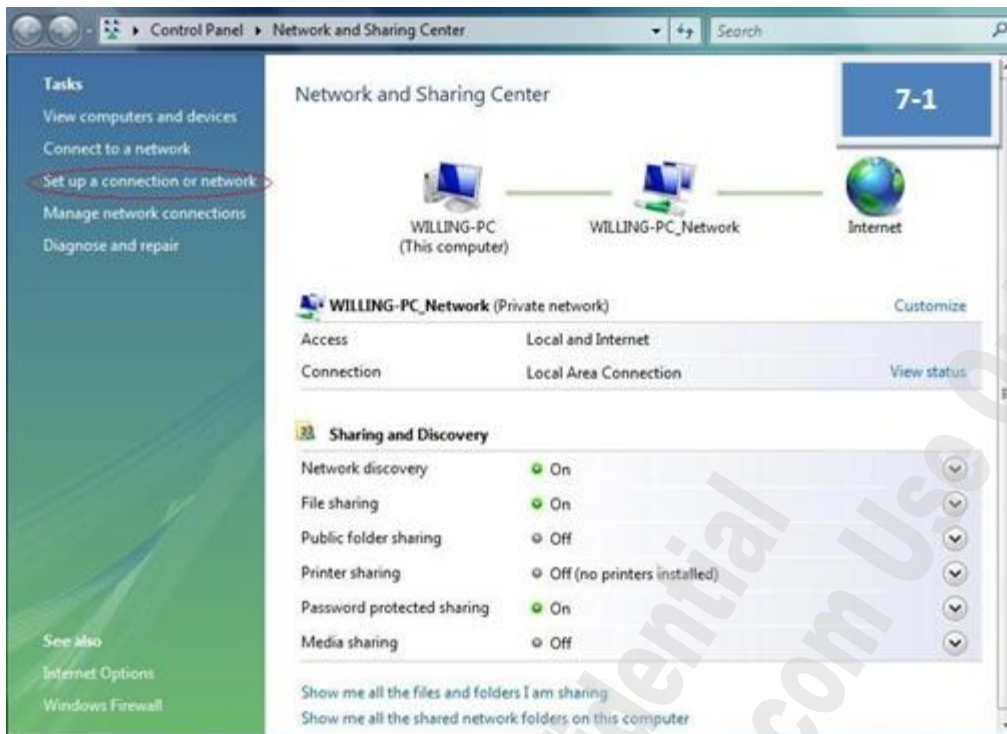 Control Panel Network and Sharing Center Search
Tasks
View computers and devices
Connect to a network
Set up a connection or network
Manage network connections
Diagnose and repair
See also
Internet Options
Windows Firewall
Network and Sharing Center
7-1
WILLING-PC
(This computer)
WILLING-PC_Network
Internet
WILLING-PC_Network (Private network) Customize
Access Local and Internet
Connection Local Area Connection View status
Sharing and Discovery
Network discovery On
File sharing On
Public folder sharing Off
Printer sharing Off (no printers installed)
Password protected sharing On
Media sharing Off
Show me all the files and folders I am sharing
Show me all the shared network folders on this computer